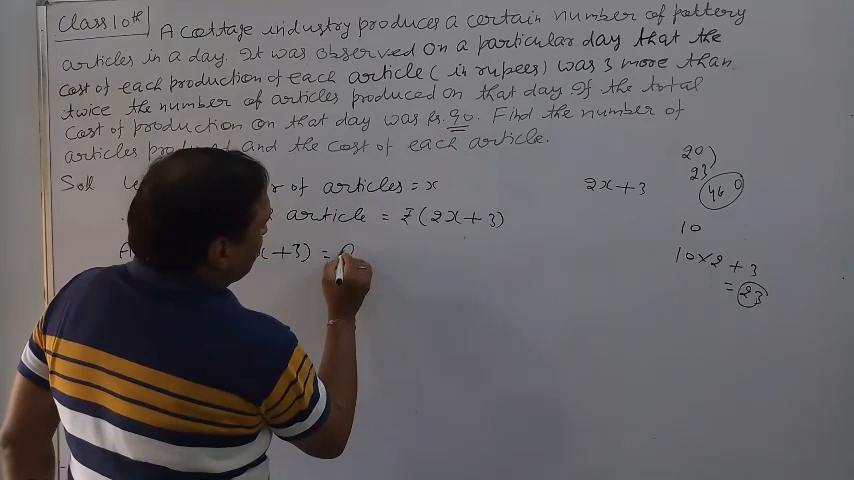 Class 10th A cottage industry produces a certain number of pottery
articles in a day. It was observed on a particular day that the
cost of each production of each article (in rupees) was 3 more than
twice the number of articles produced on that day If the total
cost of production on that day was Rs. 90. Find the number of
articles and the cost of each article.
Soll of articles = x
article = ₹ (2x + 3)
+ 3) =
2x + 3
20
23
460
10
10 × 2 + 3
= 23